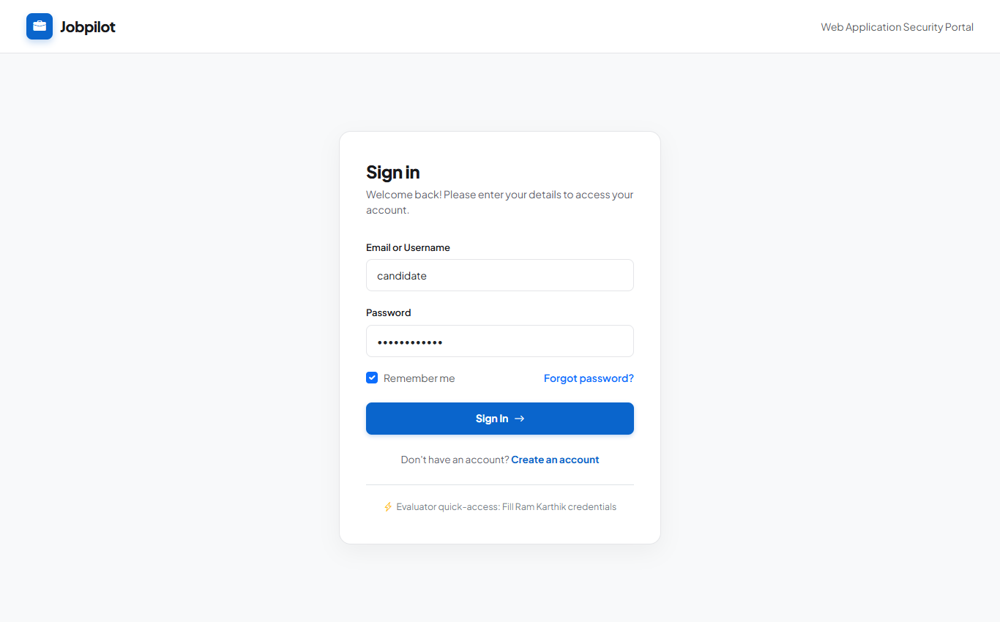 Jobpilot
Web Application Security Portal
Sign in
Welcome back! Please enter your details to access your
account.
Email or Username
candidate
Password
••••••••••••
Remember me
Forgot password?
Sign In →
Don't have an account? Create an account
Evaluator quick-access: Fill Ram Karthik credentials